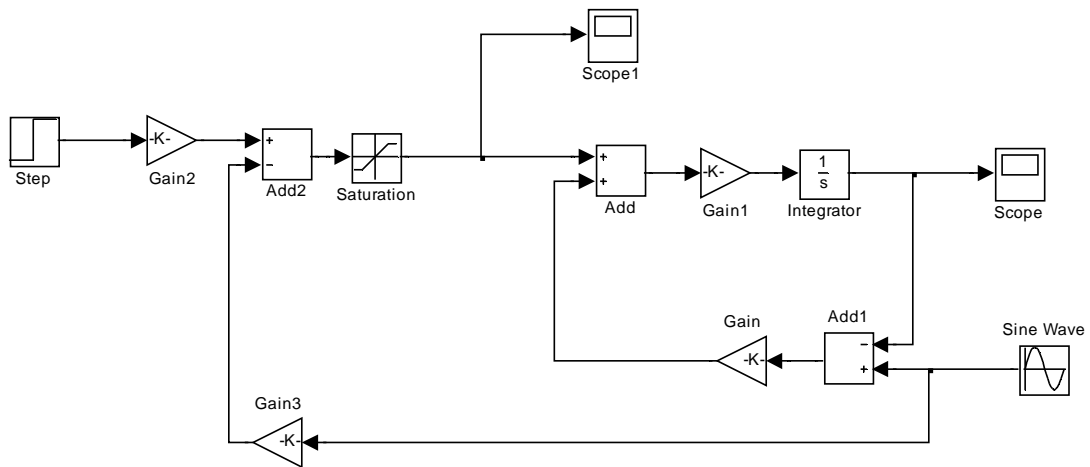 Scope1
Step
-K-
Gain2
+
−
Add2
Saturation
+
+
Add
-K-
Gain1
1
s
Integrator
Scope
Gain
-K-
Add1
−
+
Sine Wave
Gain3
-K-